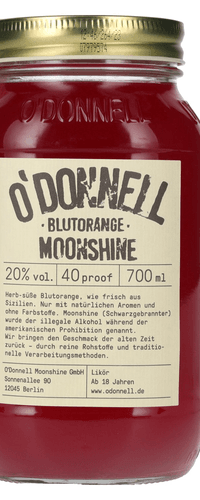 O'DONNELL
O'DONNELL
BLUTORANGE
MOONSHINE
20% vol. 40 proof 700 ml
Herb-süße Blutorange, wie frisch aus
Sizilien. Nur mit natürlichen Aromen und
ohne Farbstoffe. Moonshine (Schwarzgebrannter)
wurde der illegale Alkohol während der
amerikanischen Prohibition genannt.
Wir bringen den Geschmack der alten Zeit
zurück – durch reine Rohstoffe und traditio-
nelle Verarbeitungsmethoden.
O'Donnell Moonshine GmbH
Sonnenallee 90
12045 Berlin
Likör
Ab 18 Jahren
www.odonnell.de